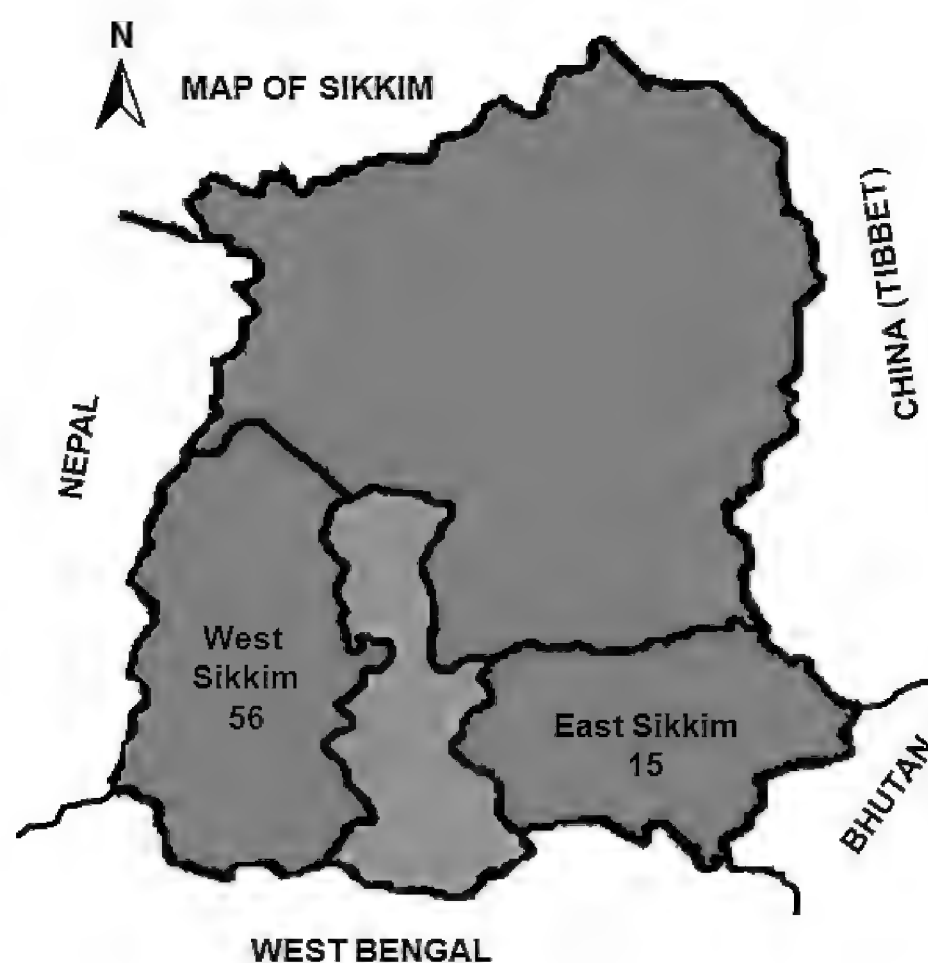 N
MAP OF SIKKIM
CHINA (TIBBET)
NEPAL
West
Sikkim
56
East Sikkim
15
BHUTAN
WEST BENGAL